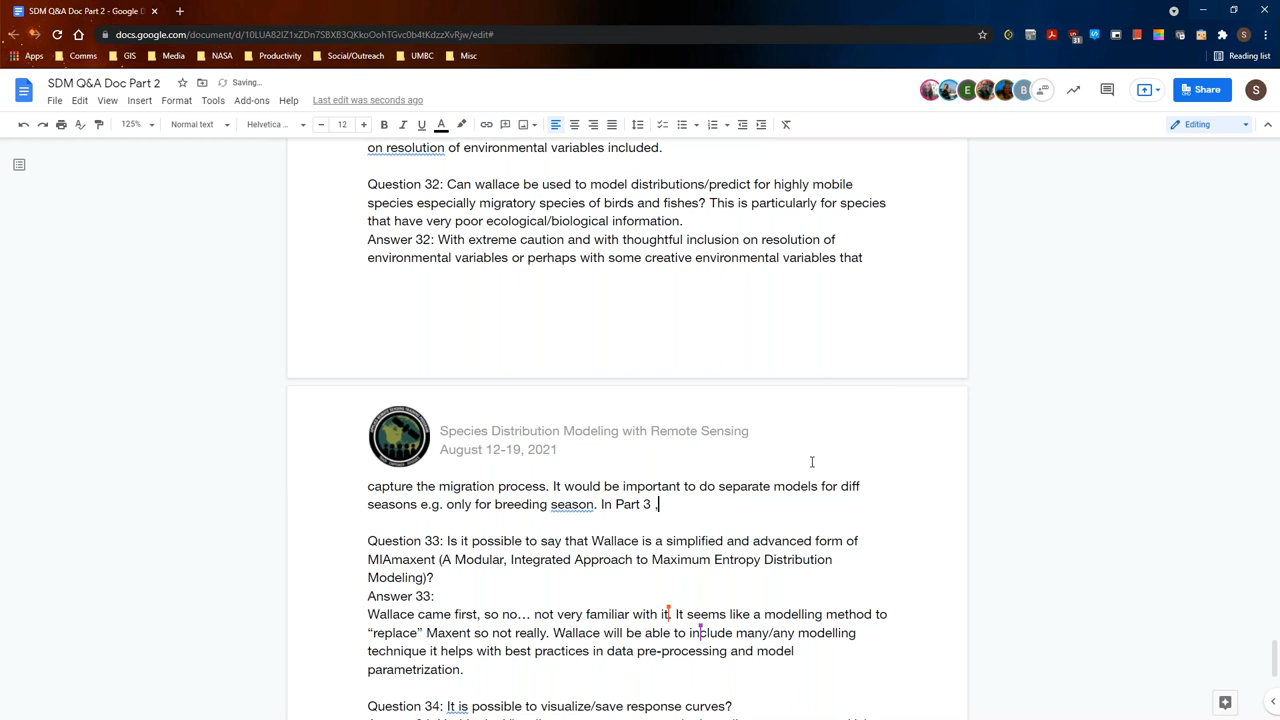 SDM Q&A Doc Part 2 - Google D
docs.google.com/document/d/10LUA82IZ1xZDn7SBXB3QKkoOohTGvc0b4tKdzzXvRjw/edit#
Apps Comms GIS Media NASA Productivity Social/Outreach UMBC Misc Reading list
SDM Q&A Doc Part 2 Saving...
File Edit View Insert Format Tools Add-ons Help Last edit was seconds ago
E B Share S
125% Normal text Helvetica ... 12 B I U A Editing
on resolution of environmental variables included.
Question 32: Can wallace be used to model distributions/predict for highly mobile
species especially migratory species of birds and fishes? This is particularly for species
that have very poor ecological/biological information.
Answer 32: With extreme caution and with thoughtful inclusion on resolution of
environmental variables or perhaps with some creative environmental variables that
Species Distribution Modeling with Remote Sensing
August 12-19, 2021
capture the migration process. It would be important to do separate models for diff
seasons e.g. only for breeding season. In Part 3 ,
Question 33: Is it possible to say that Wallace is a simplified and advanced form of
MIAmaxent (A Modular, Integrated Approach to Maximum Entropy Distribution
Modeling)?
Answer 33:
Wallace came first, so no… not very familiar with it. It seems like a modelling method to
“replace” Maxent so not really. Wallace will be able to include many/any modelling
technique it helps with best practices in data pre-processing and model
parametrization.
Question 34: It is possible to visualize/save response curves?